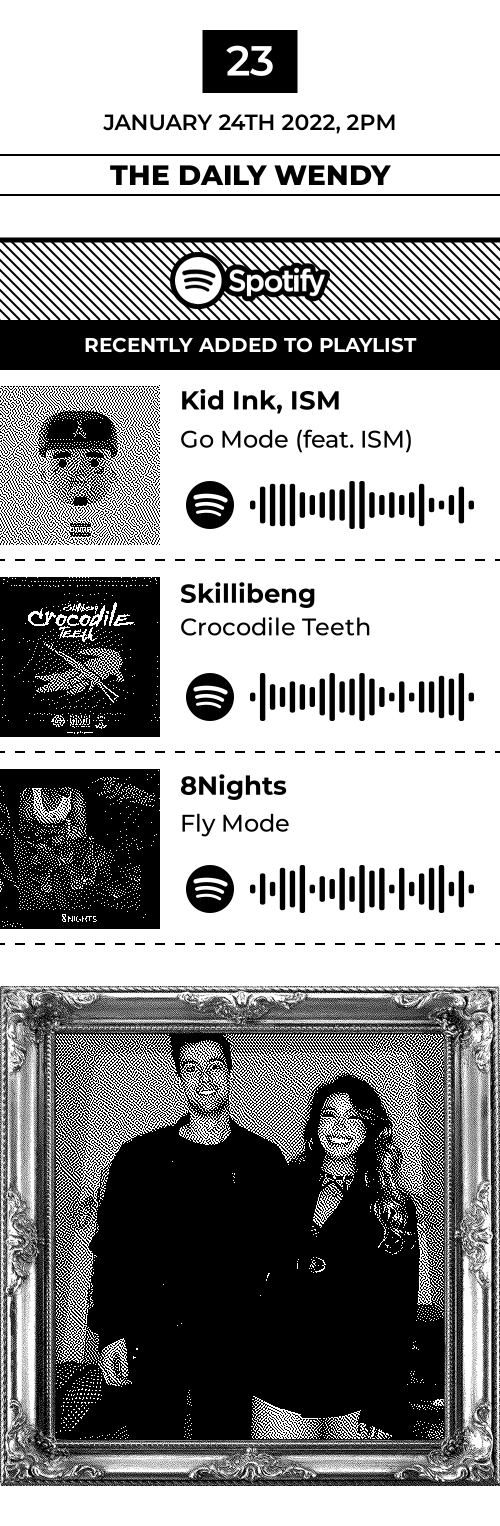 23
JANUARY 24TH 2022, 2PM
THE DAILY WENDY
Spotify
RECENTLY ADDED TO PLAYLIST
Kid Ink, ISM
Go Mode (feat. ISM)
Skillibeng
Crocodile
TEETH
Skillibeng
Crocodile Teeth
8NIGHTS
8Nights
Fly Mode